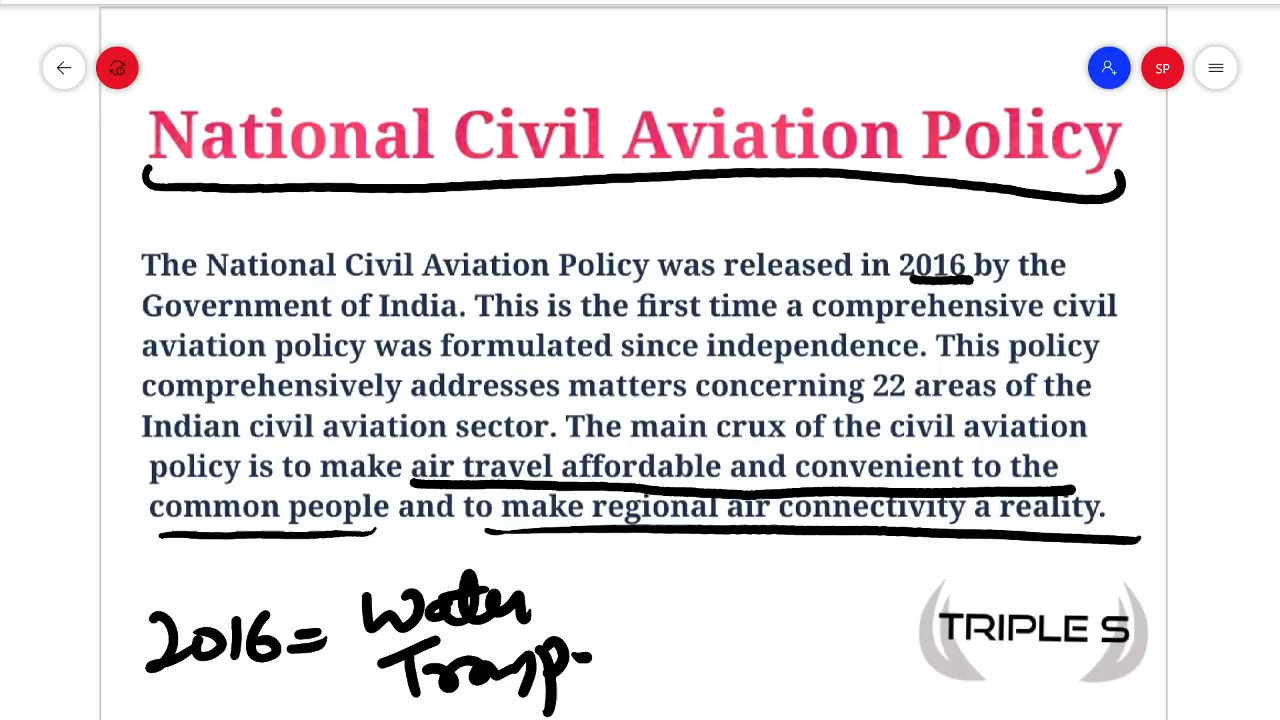 SP
National Civil Aviation Policy
The National Civil Aviation Policy was released in 2016 by the
Government of India. This is the first time a comprehensive civil
aviation policy was formulated since independence. This policy
comprehensively addresses matters concerning 22 areas of the
Indian civil aviation sector. The main crux of the civil aviation
policy is to make air travel affordable and convenient to the
common people and to make regional air connectivity a reality.
2016 = Water
Transp-
TRIPLE S